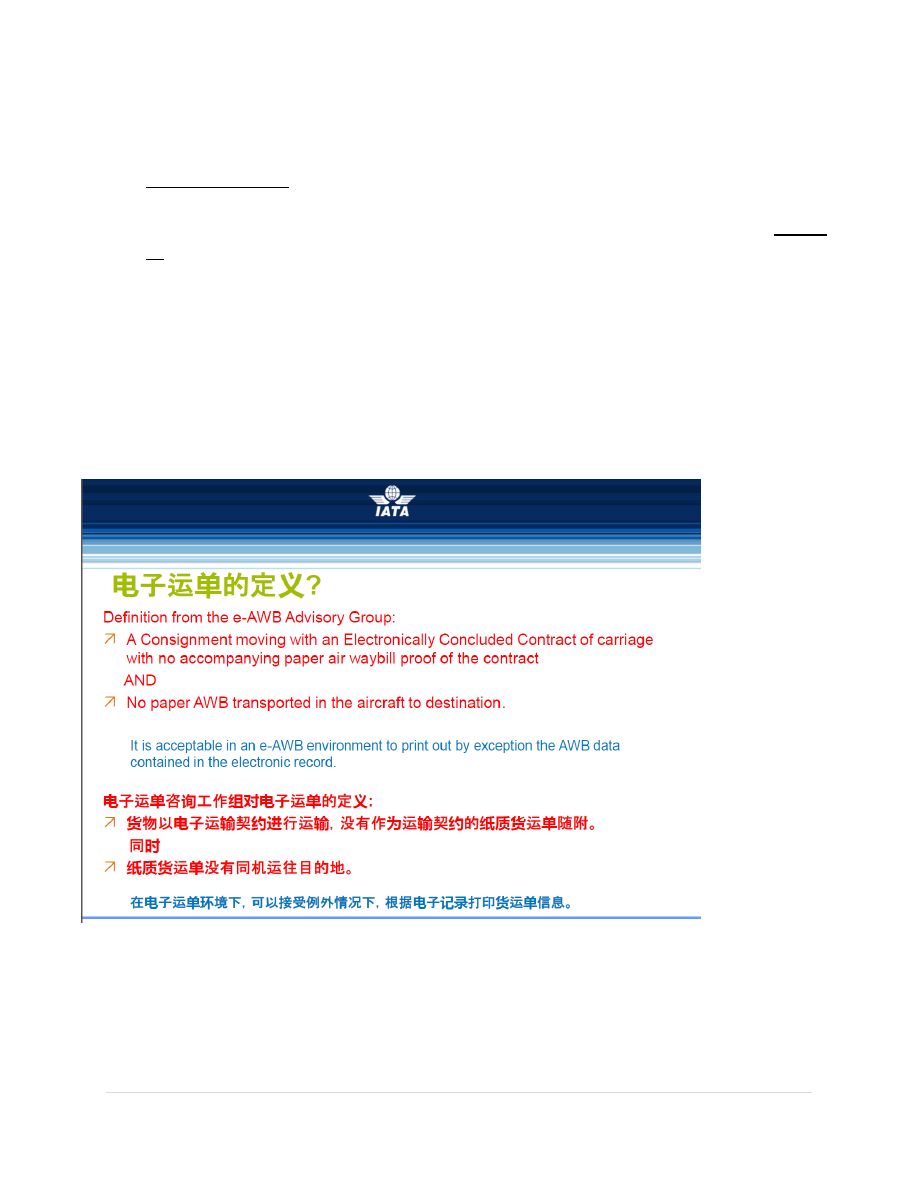 IATA
电子运单的定义?
Definition from the e-AWB Advisory Group:
A Consignment moving with an Electronically Concluded Contract of carriage
with no accompanying paper air waybill proof of the contract
AND
No paper AWB transported in the aircraft to destination.
It is acceptable in an e-AWB environment to print out by exception the AWB data
contained in the electronic record.
电子运单咨询工作组对电子运单的定义:
货物以电子运输契约进行运输, 没有作为运输契约的纸质货运单随附。
同时
纸质货运单没有同机运往目的地。
在电子运单环境下, 可以接受例外情况下, 根据电子记录打印货运单信息。